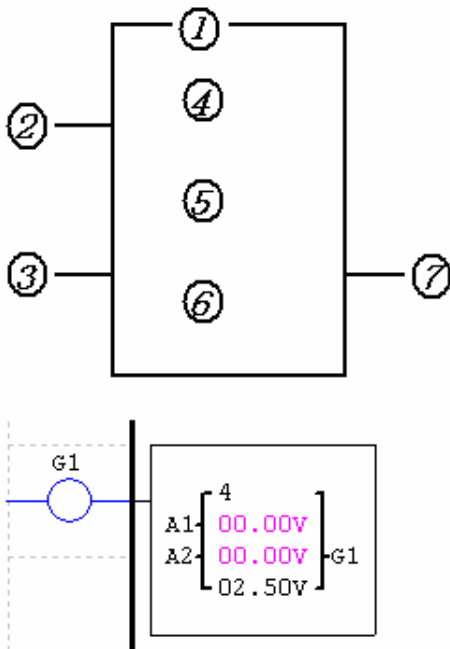 ①
④
②
⑤
③
⑦
⑥
G1
4
A1 00.00V
A2 00.00V G1
02.50V